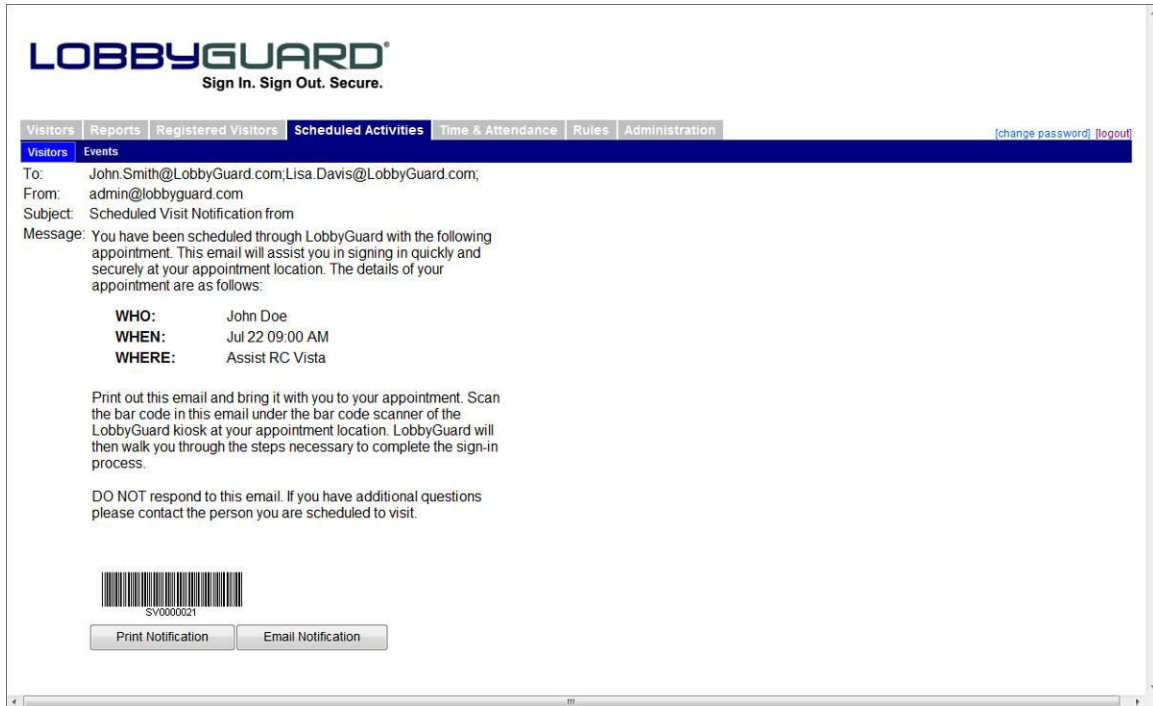 LOBBYGUARD®
Sign In. Sign Out. Secure.
Visitors Reports Registered Visitors Scheduled Activities Time & Attendance Rules Administration [change password] [logout]
Visitors Events
To: John.Smith@LobbyGuard.com;Lisa.Davis@LobbyGuard.com;
From: admin@lobbyguard.com
Subject: Scheduled Visit Notification from
Message: You have been scheduled through LobbyGuard with the following
appointment. This email will assist you in signing in quickly and
securely at your appointment location. The details of your
appointment are as follows:
WHO: John Doe
WHEN: Jul 22 09:00 AM
WHERE: Assist RC Vista
Print out this email and bring it with you to your appointment. Scan
the bar code in this email under the bar code scanner of the
LobbyGuard kiosk at your appointment location. LobbyGuard will
then walk you through the steps necessary to complete the sign-in
process.
DO NOT respond to this email. If you have additional questions
please contact the person you are scheduled to visit.
SV0000021
Print Notification Email Notification